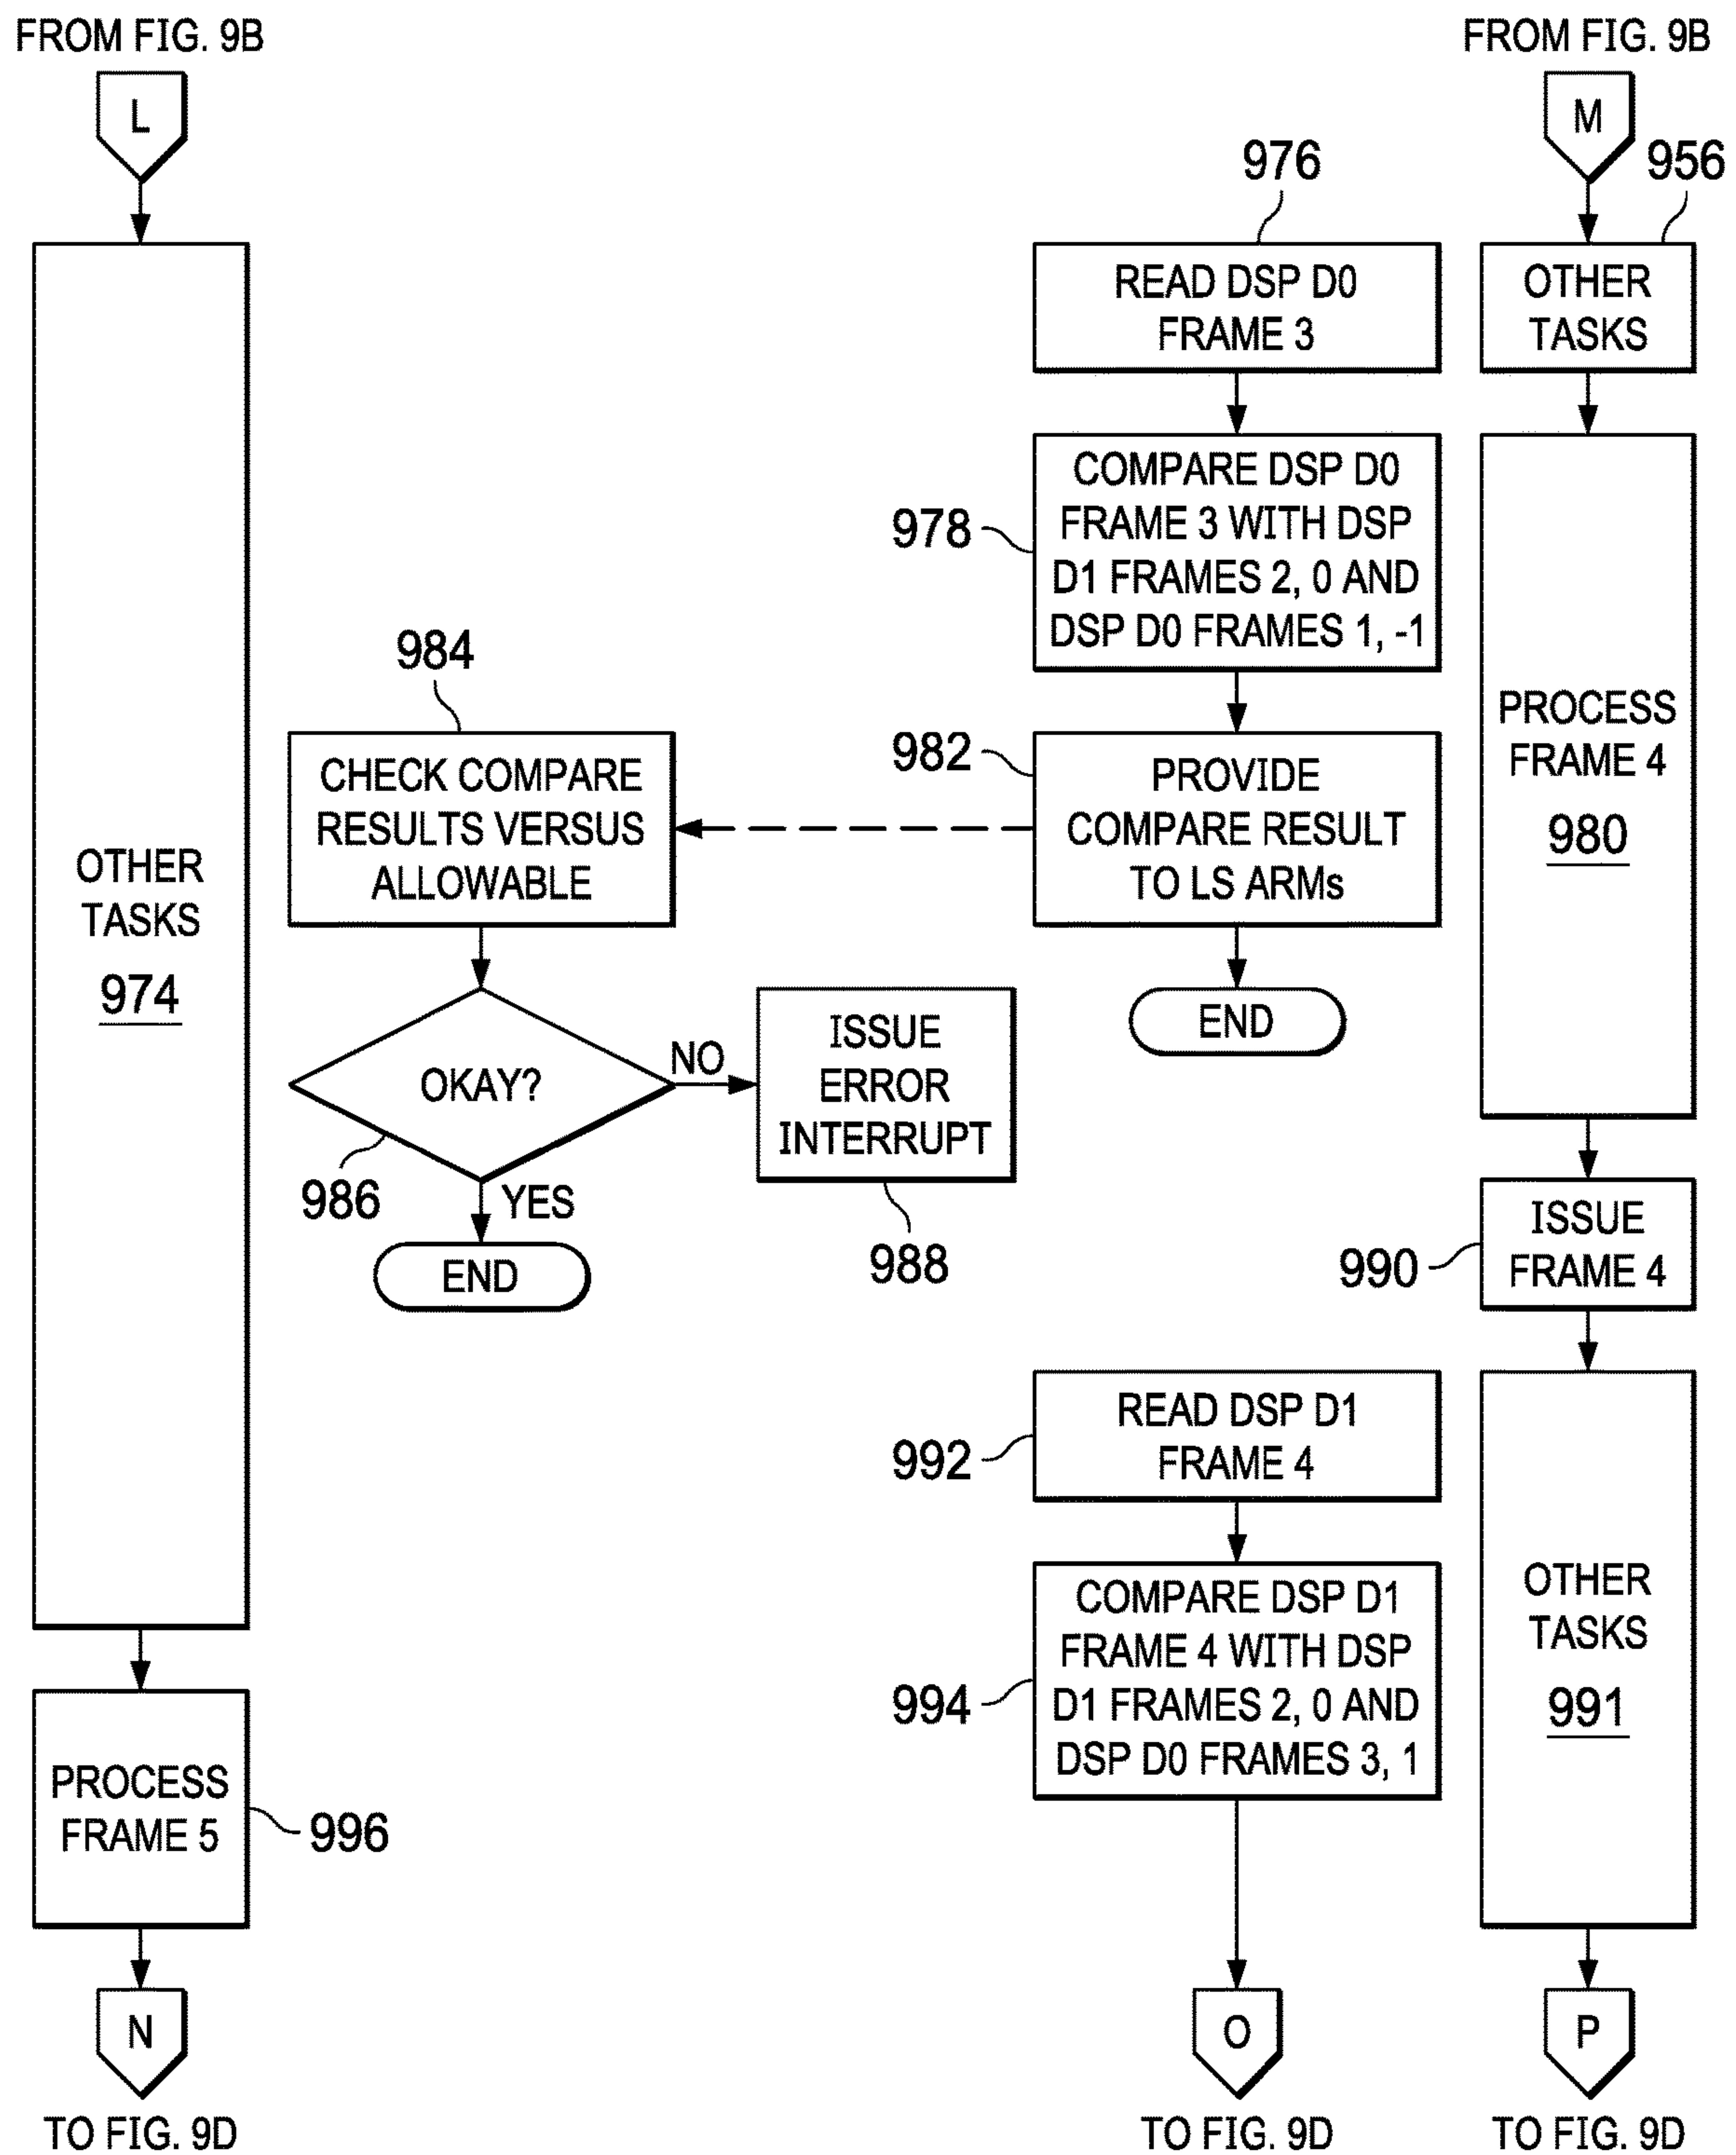 FROM FIG. 9B
L
OTHER
TASKS
974
PROCESS
FRAME 5
996
N
TO FIG. 9D
984
CHECK COMPARE
RESULTS VERSUS
ALLOWABLE
OKAY?
986
NO
YES
END
ISSUE
ERROR
INTERRUPT
988
976
READ DSP D0
FRAME 3
978
COMPARE DSP D0
FRAME 3 WITH DSP
D1 FRAMES 2, 0 AND
DSP D0 FRAMES 1, -1
982
PROVIDE
COMPARE RESULT
TO LS ARMs
END
992
READ DSP D1
FRAME 4
994
COMPARE DSP D1
FRAME 4 WITH DSP
D1 FRAMES 2, 0 AND
DSP D0 FRAMES 3, 1
O
TO FIG. 9D
FROM FIG. 9B
M
956
OTHER
TASKS
PROCESS
FRAME 4
980
990
ISSUE
FRAME 4
OTHER
TASKS
991
P
TO FIG. 9D